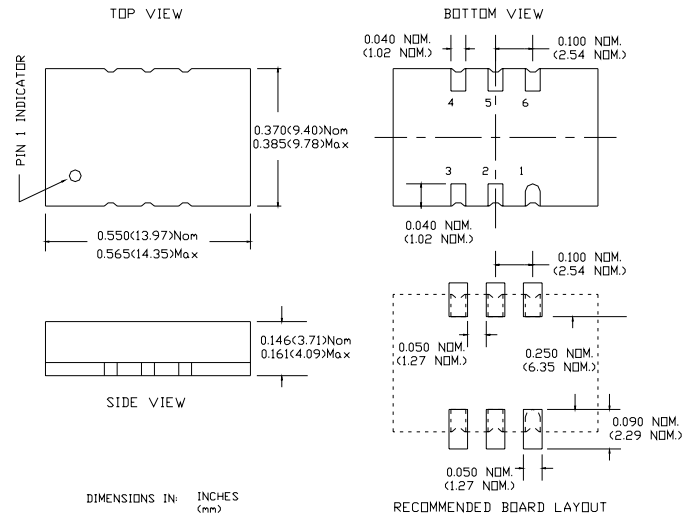 TOP VIEW
BOTTOM VIEW
PIN 1 INDICATOR
0.370(9.40)Nom
0.385(9.78)Max
0.550(13.97)Nom
0.565(14.35)Max
0.040 NOM.
(1.02 NOM.)
0.100 NOM.
(2.54 NOM.)
4 5 6
3 2 1
0.040 NOM.
(1.02 NOM.)
0.146(3.71)Nom
0.161(4.09)Max
SIDE VIEW
0.100 NOM.
(2.54 NOM.)
0.050 NOM.
(1.27 NOM.)
0.250 NOM.
(6.35 NOM.)
0.090 NOM.
(2.29 NOM.)
0.050 NOM.
(1.27 NOM.)
DIMENSIONS IN: INCHES
(mm)
RECOMMENDED BOARD LAYOUT